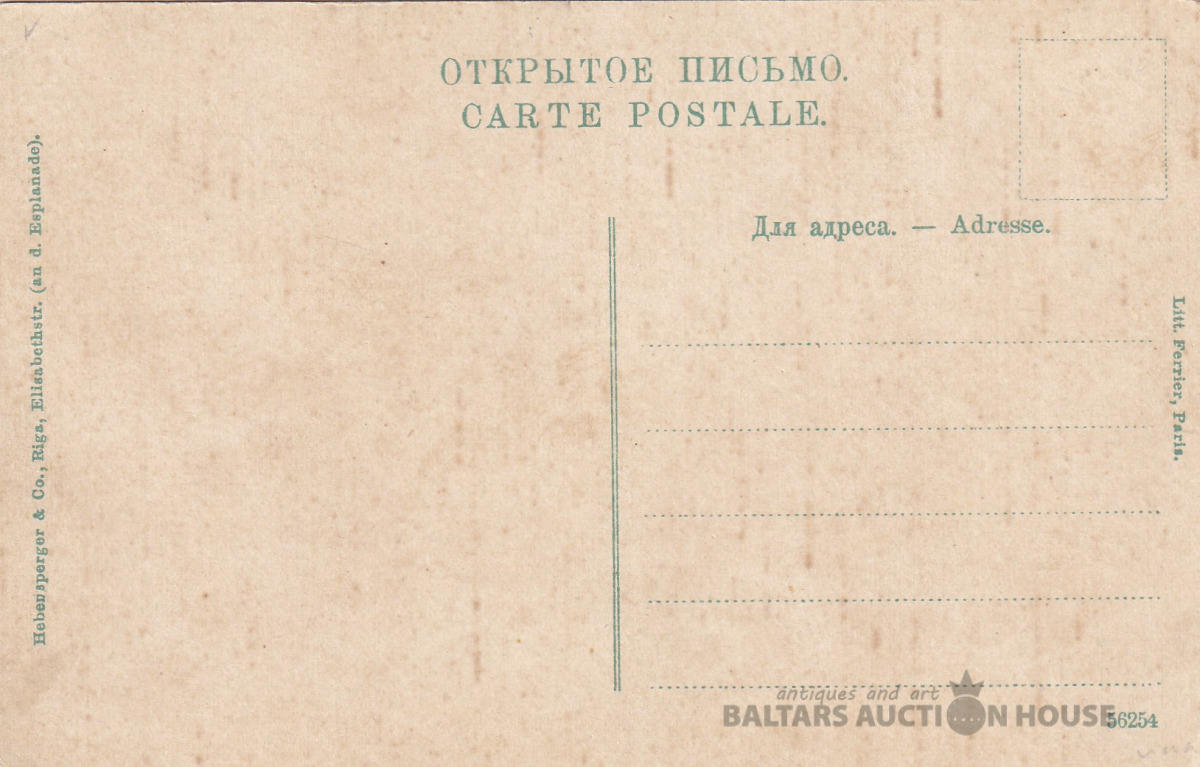 ОТКРЫТОЕ ПИСЬМО.
CARTE POSTALE.
Для адреса. — Adresse.
Hebensperger & Co., Riga, Elisabethstr. (an d. Esplanade).
Litt. Ferrier, Paris.
antiques and art
BALTARS AUCTION HOUSE
56254